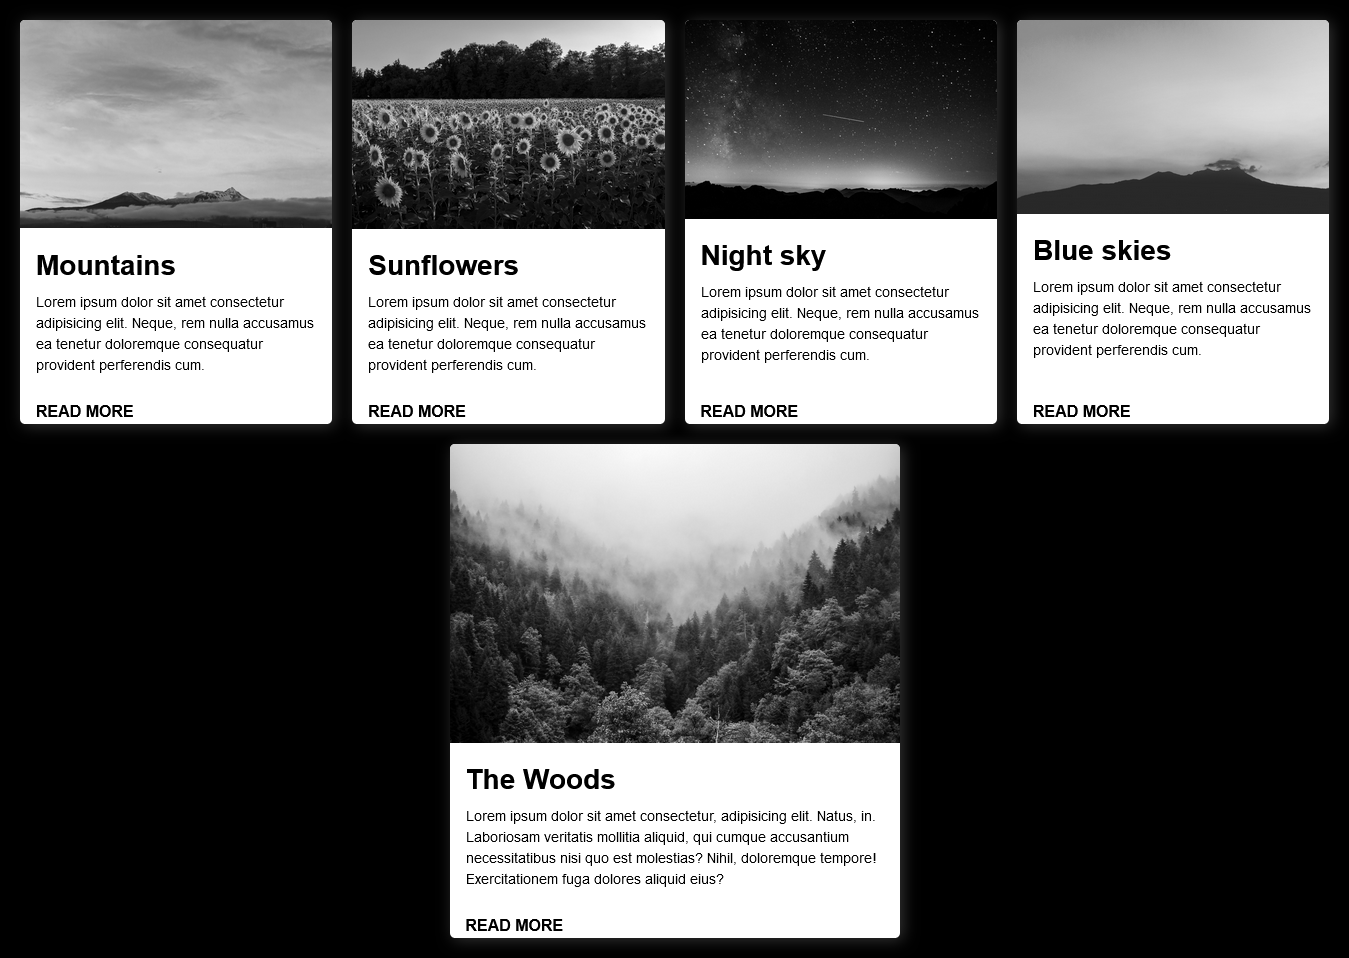 Mountains
Lorem ipsum dolor sit amet consectetur
adipisicing elit. Neque, rem nulla accusamus
ea tenetur doloremque consequatur
provident perferendis cum.
READ MORE
Sunflowers
Lorem ipsum dolor sit amet consectetur
adipisicing elit. Neque, rem nulla accusamus
ea tenetur doloremque consequatur
provident perferendis cum.
READ MORE
Night sky
Lorem ipsum dolor sit amet consectetur
adipisicing elit. Neque, rem nulla accusamus
ea tenetur doloremque consequatur
provident perferendis cum.
READ MORE
Blue skies
Lorem ipsum dolor sit amet consectetur
adipisicing elit. Neque, rem nulla accusamus
ea tenetur doloremque consequatur
provident perferendis cum.
READ MORE
The Woods
Lorem ipsum dolor sit amet consectetur, adipisicing elit. Natus, in.
Laboriosam veritatis mollitia aliquid, qui cumque accusantium
necessitatibus nisi quo est molestias? Nihil, doloremque tempore!
Exercitationem fuga dolores aliquid eius?
READ MORE